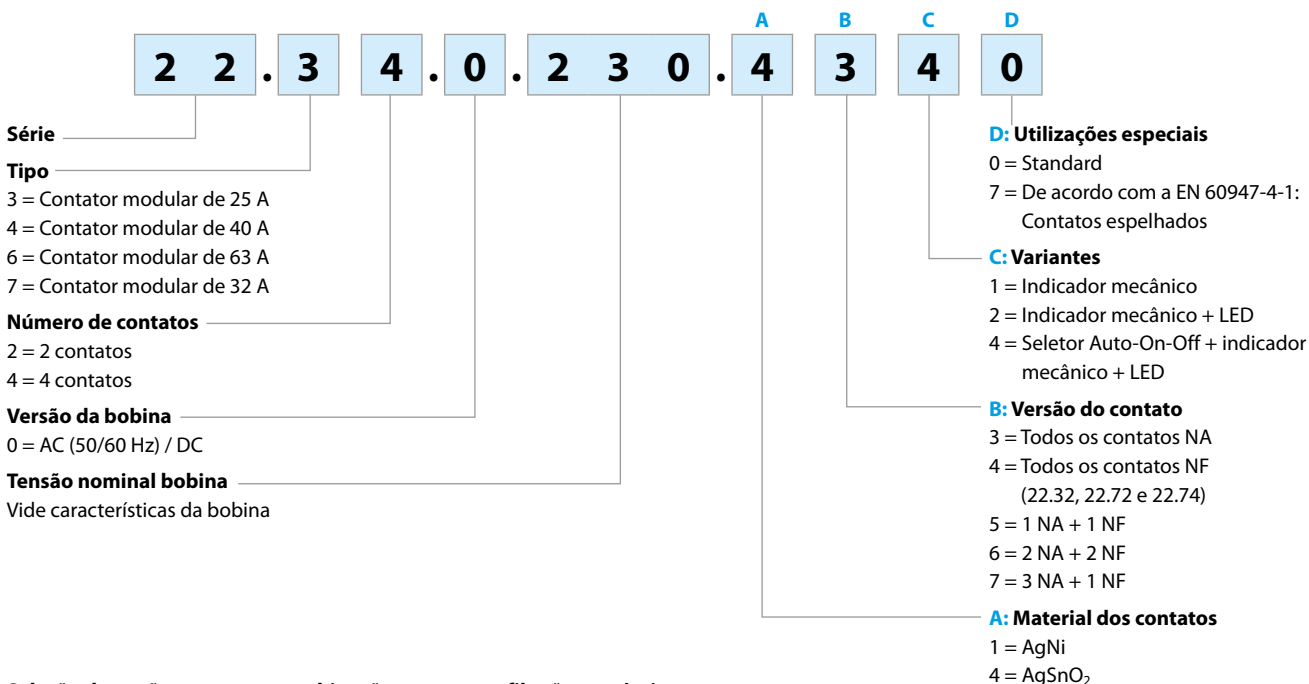 A B C D
2 2 . 3 4 . 0 . 2 3 0 . 4 3 4 0
Série
Tipo
3 = Contator modular de 25 A
4 = Contator modular de 40 A
6 = Contator modular de 63 A
7 = Contator modular de 32 A
Número de contatos
2 = 2 contatos
4 = 4 contatos
Versão da bobina
0 = AC (50/60 Hz) / DC
Tensão nominal bobina
Vide características da bobina
D: Utilizações especiais
0 = Standard
7 = De acordo com a EN 60947-4-1:
Contatos espelhados
C: Variantes
1 = Indicador mecânico
2 = Indicador mecânico + LED
4 = Seletor Auto-On-Off + indicador
mecânico + LED
B: Versão do contato
3 = Todos os contatos NA
4 = Todos os contatos NF
(22.32, 22.72 e 22.74)
5 = 1 NA + 1 NF
6 = 2 NA + 2 NF
7 = 3 NA + 1 NF
A: Material dos contatos
1 = AgNi
4 = AgSnO₂